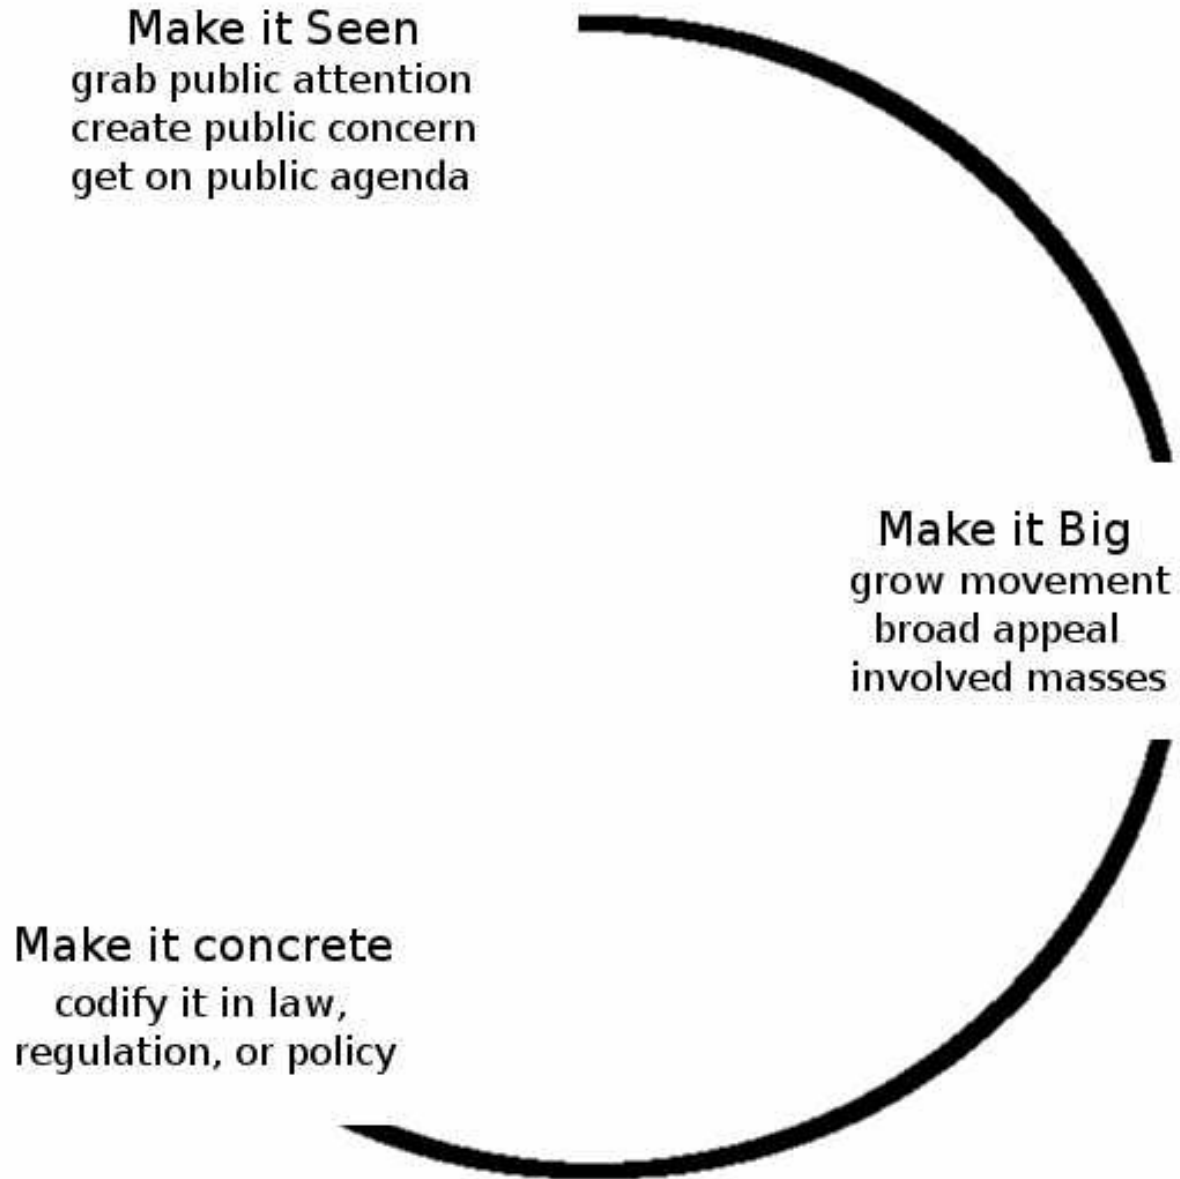 Make it Seen
grab public attention
create public concern
get on public agenda
Make it Big
grow movement
broad appeal
involved masses
Make it concrete
codify it in law,
regulation, or policy